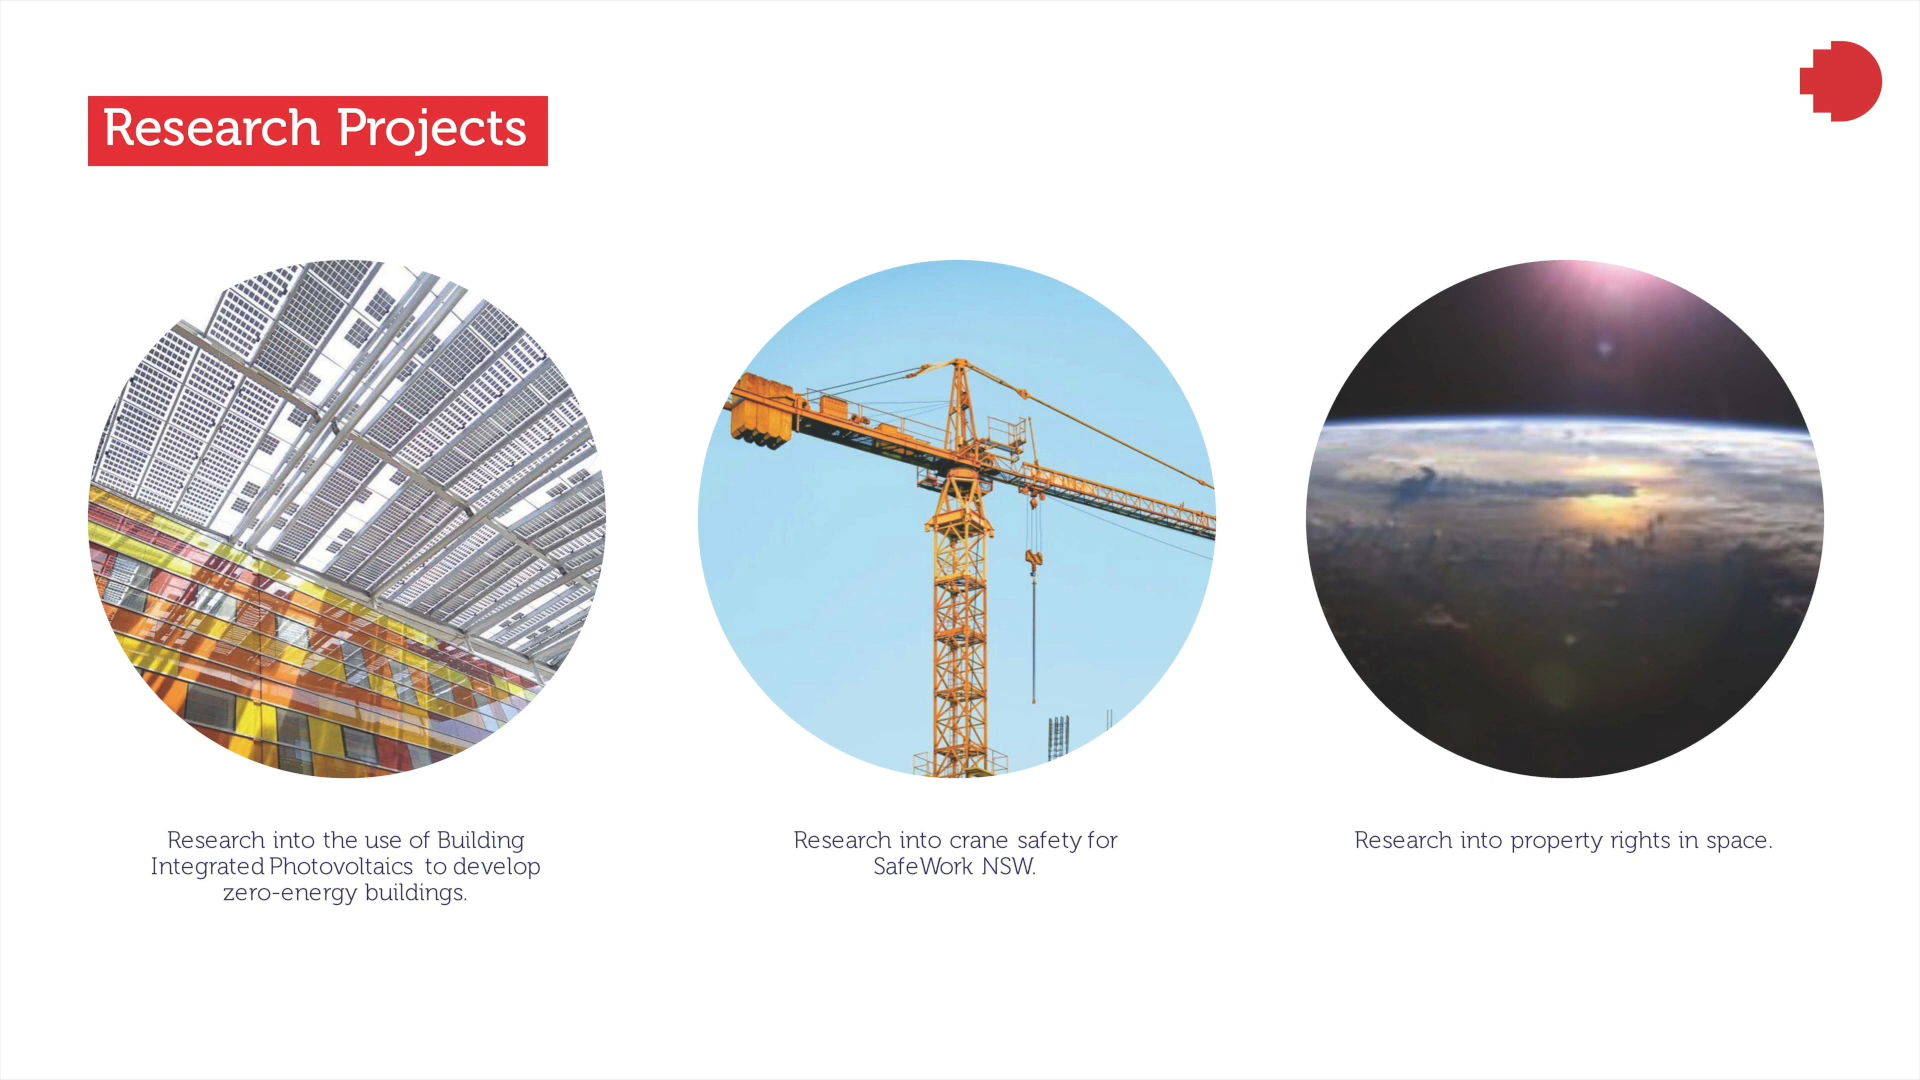 Research Projects
Research into the use of Building
Integrated Photovoltaics to develop
zero-energy buildings.
Research into crane safety for
SafeWork NSW.
Research into property rights in space.